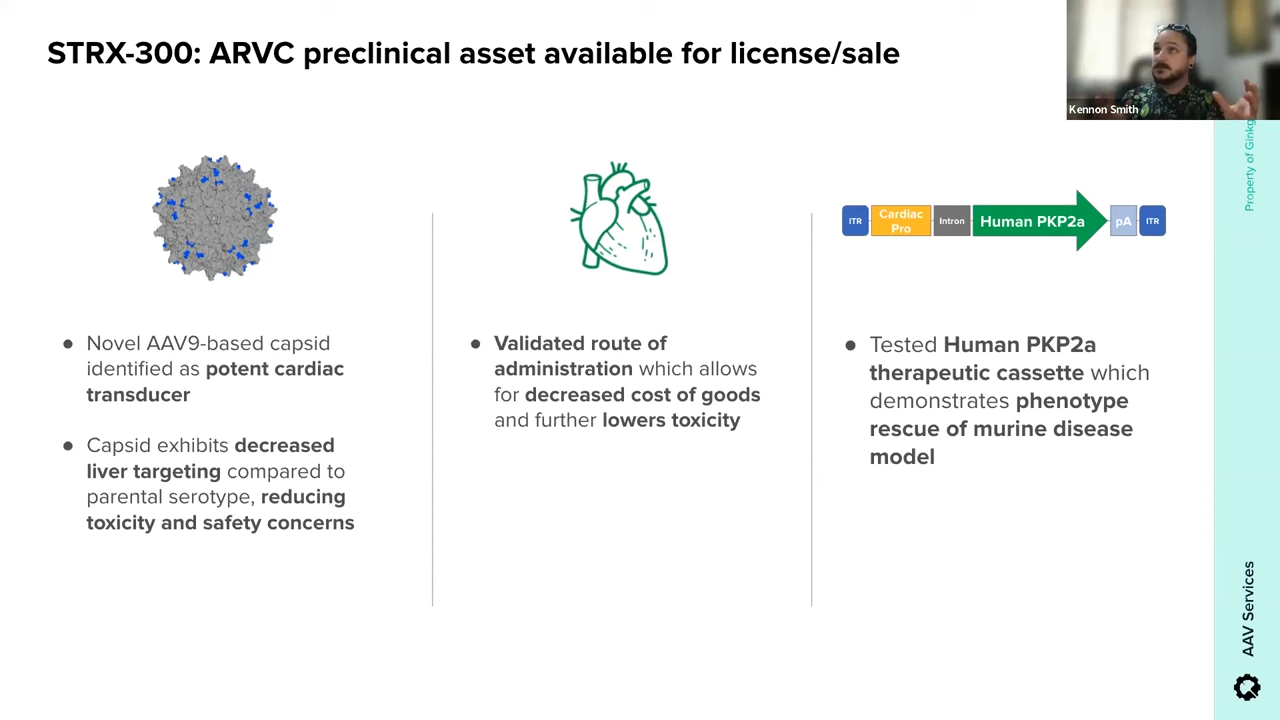 STRX-300: ARVC preclinical asset available for license/sale
Kennon Smith
Property of Ginkg
ITR
Cardiac
Pro
Intron
Human PKP2a
pA
ITR
● Novel AAV9-based capsid
identified as potent cardiac
transducer
● Capsid exhibits decreased
liver targeting compared to
parental serotype, reducing
toxicity and safety concerns
● Validated route of
administration which allows
for decreased cost of goods
and further lowers toxicity
● Tested Human PKP2a
therapeutic cassette which
demonstrates phenotype
rescue of murine disease
model
AAV Services